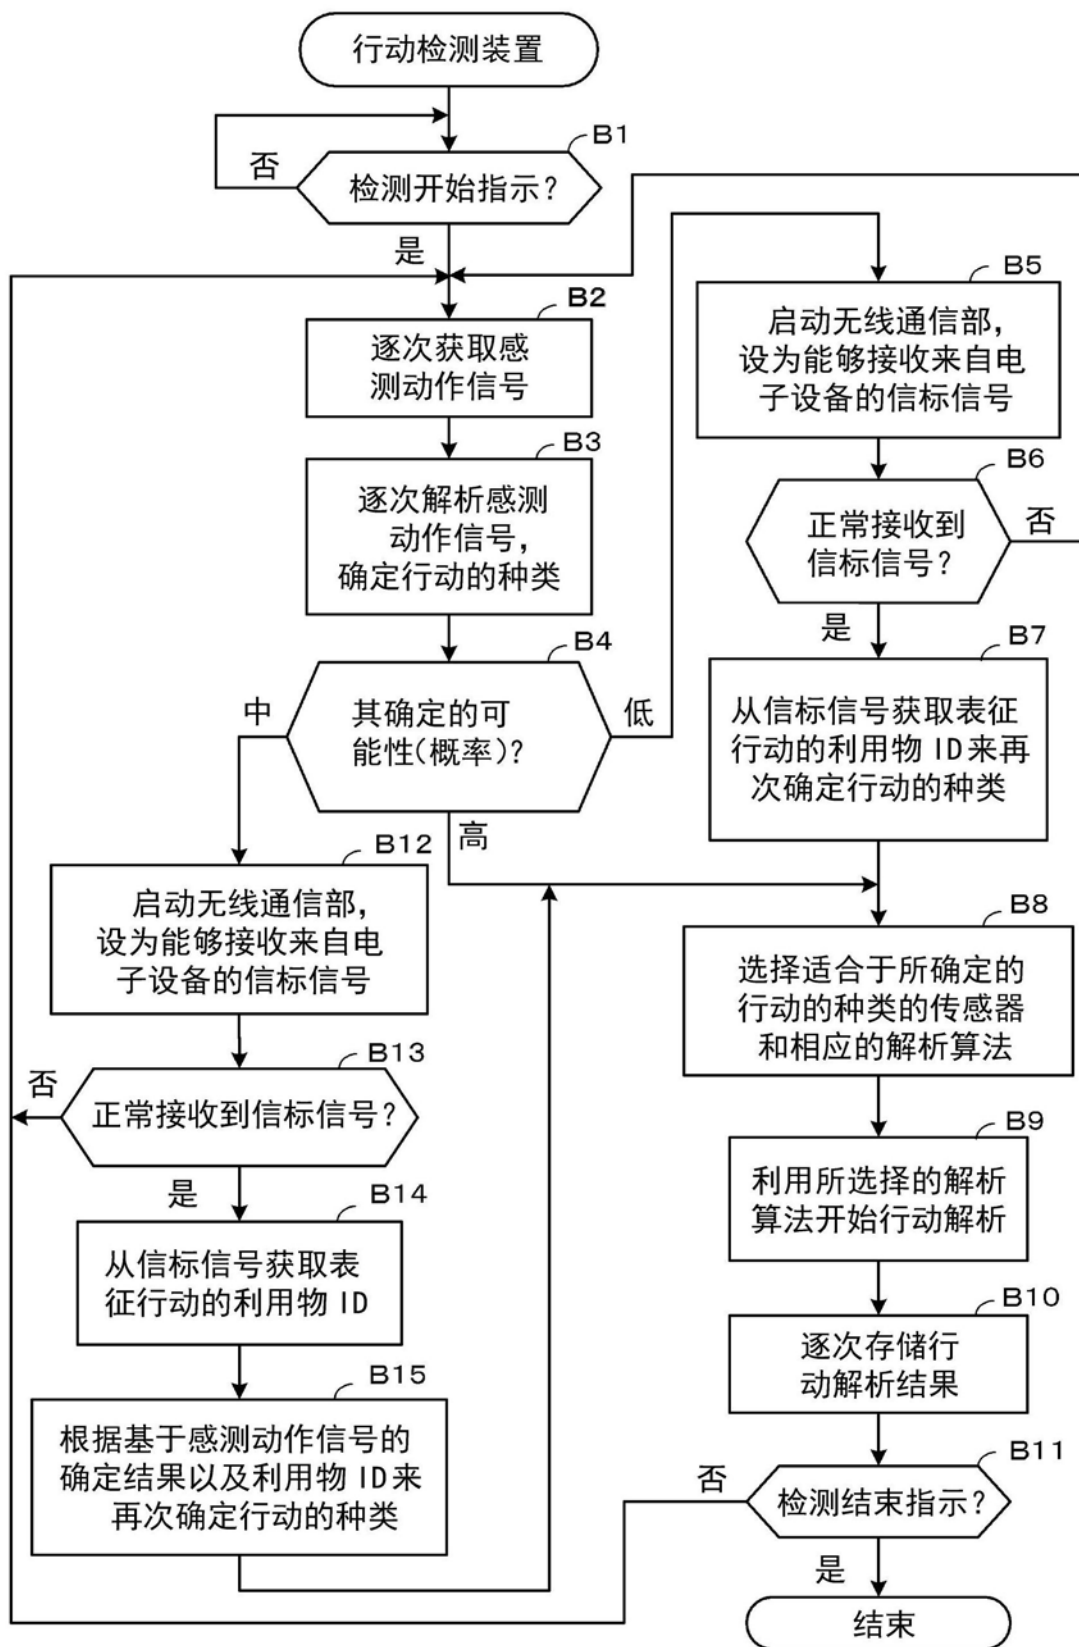 行动检测装置
B1
否
检测开始指示?
是
B2
逐次获取感
测动作信号
B3
逐次解析感测
动作信号,
确定行动的种类
B4
中
其确定的可
能性(概率)?
低
高
B5
启动无线通信部,
设为能够接收来自电
子设备的信标信号
B6
正常接收到
信标信号?
否
是
B7
从信标信号获取表征
行动的利用物ID来再
次确定行动的种类
B8
选择适合于所确定的
行动的种类的传感器
和相应的解析算法
B9
利用所选择的解析
算法开始行动解析
B10
逐次存储行
动解析结果
B11
否
检测结束指示?
是
结束
B12
启动无线通信部,
设为能够接收来自电
子设备的信标信号
B13
否
正常接收到信标信号?
是
B14
从信标信号获取表
征行动的利用物ID
B15
根据基于感测动作信号的
确定结果以及利用物ID来
再次确定行动的种类